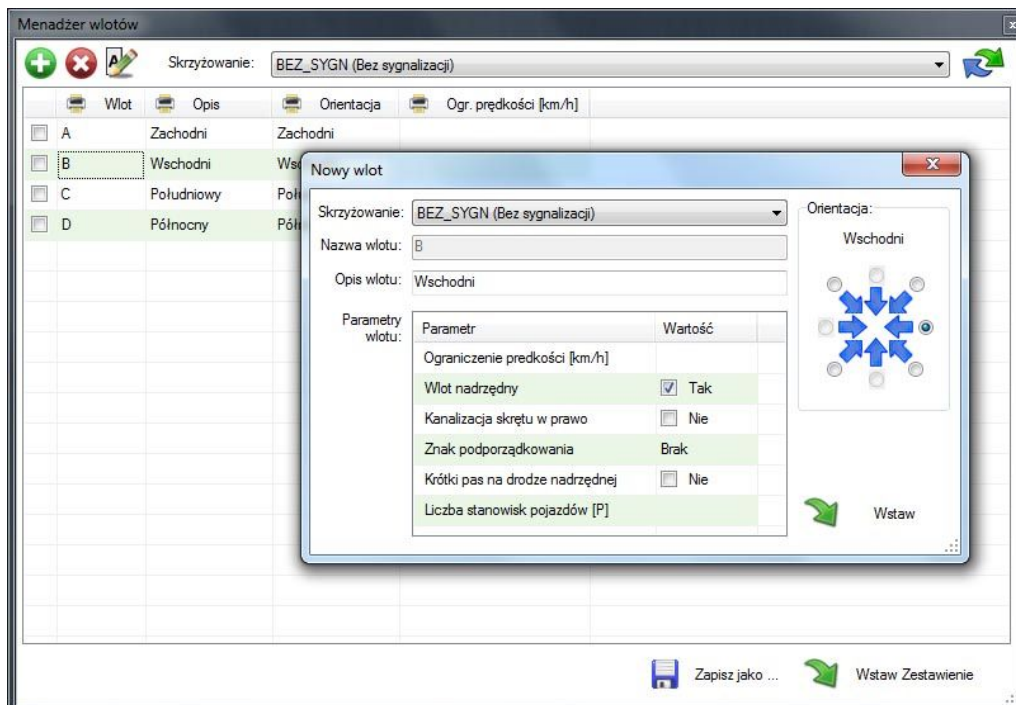 Menadżer wlotów
Skrzyżowanie: BEZ_SYGN (Bez sygnalizacji)
Wlot Opis Orientacja Ogr. prędkości [km/h]
A Zachodni Zachodni
B Wschodni
C Południowy
D Północny
Nowy wlot
Skrzyżowanie: BEZ_SYGN (Bez sygnalizacji)
Nazwa wlotu: B
Opis wlotu: Wschodni
Parametry wlotu:
Parametr Wartość
Ograniczenie predkości [km/h]
Wlot nadrzędny Tak
Kanalizacja skrętu w prawo Nie
Znak podporządkowania Brak
Krótki pas na drodze nadrzędnej Nie
Liczba stanowisk pojazdów [P]
Orientacja:
Wschodni
Wstaw
Zapisz jako ... Wstaw Zestawienie